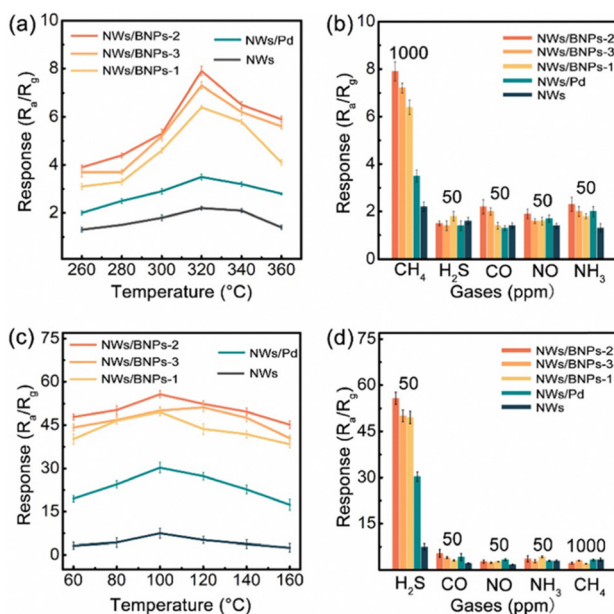 (a)
NWs/BNPs-2
NWs/BNPs-3
NWs/BNPs-1
NWs/Pd
NWs
Response (Ra/Rg)
10
8
6
4
2
260 280 300 320 340 360
Temperature (°C)
(b)
1000
NWs/BNPs-2
NWs/BNPs-3
NWs/BNPs-1
NWs/Pd
NWs
50
50
50
50
Response (Ra/Rg)
10
8
6
4
2
0
CH4 H2S CO NO NH3
Gases (ppm)
(c)
NWs/BNPs-2
NWs/BNPs-3
NWs/BNPs-1
NWs/Pd
NWs
Response (Ra/Rg)
75
60
45
30
15
0
60 80 100 120 140 160
Temperature (°C)
(d)
50
NWs/BNPs-2
NWs/BNPs-3
NWs/BNPs-1
NWs/Pd
NWs
50
50
50
1000
Response (Ra/Rg)
75
60
45
30
15
H2S CO NO NH3 CH4
Gases (ppm)